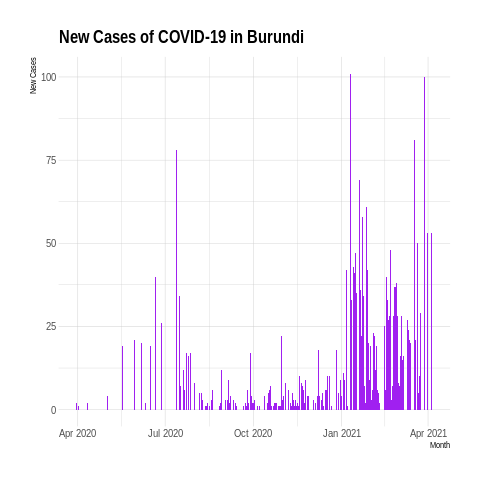 New Cases of COVID-19 in Burundi
New Cases
100
75
50
25
0
Apr 2020 Jul 2020 Oct 2020 Jan 2021 Apr 2021
Month